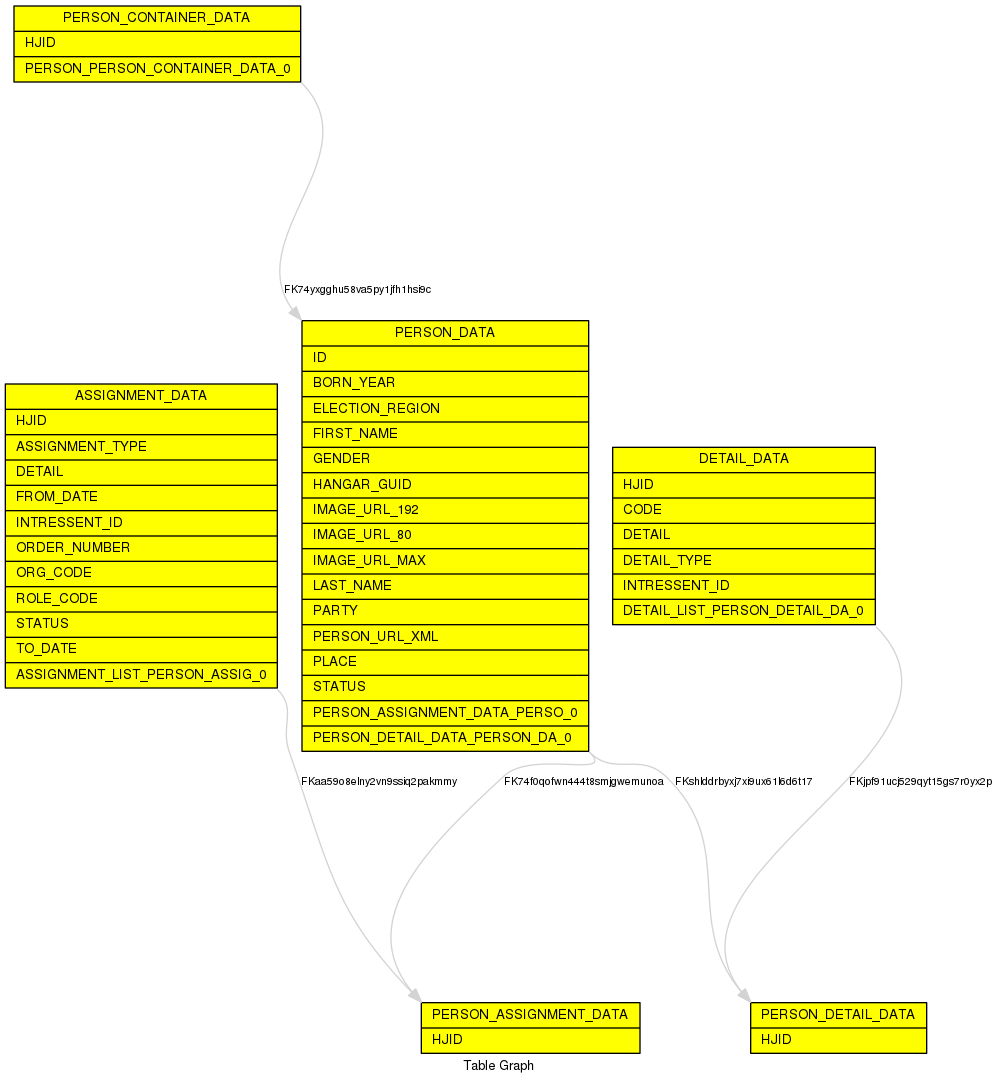 PERSON_CONTAINER_DATA
HJID
PERSON_PERSON_CONTAINER_DATA_0
FK74yxgghu58va5py1jfh1hsi9c
PERSON_DATA
ID
BORN_YEAR
ELECTION_REGION
FIRST_NAME
GENDER
HANGAR_GUID
IMAGE_URL_192
IMAGE_URL_80
IMAGE_URL_MAX
LAST_NAME
PARTY
PERSON_URL_XML
PLACE
STATUS
PERSON_ASSIGNMENT_DATA_PERSO_0
PERSON_DETAIL_DATA_PERSON_DA_0
ASSIGNMENT_DATA
HJID
ASSIGNMENT_TYPE
DETAIL
FROM_DATE
INTRESSENT_ID
ORDER_NUMBER
ORG_CODE
ROLE_CODE
STATUS
TO_DATE
ASSIGNMENT_LIST_PERSON_ASSIG_0
DETAIL_DATA
HJID
CODE
DETAIL
DETAIL_TYPE
INTRESSENT_ID
DETAIL_LIST_PERSON_DETAIL_DA_0
FKaa59o8elny2vn9ssiq2pakmmy
FK74f0qofwn444t8smjgwemunoa
FKshlddrbyxj7xi9ux61l6d6t17
FKjpf91ucj529qyt15gs7r0yx2p
PERSON_ASSIGNMENT_DATA
HJID
PERSON_DETAIL_DATA
HJID
Table Graph